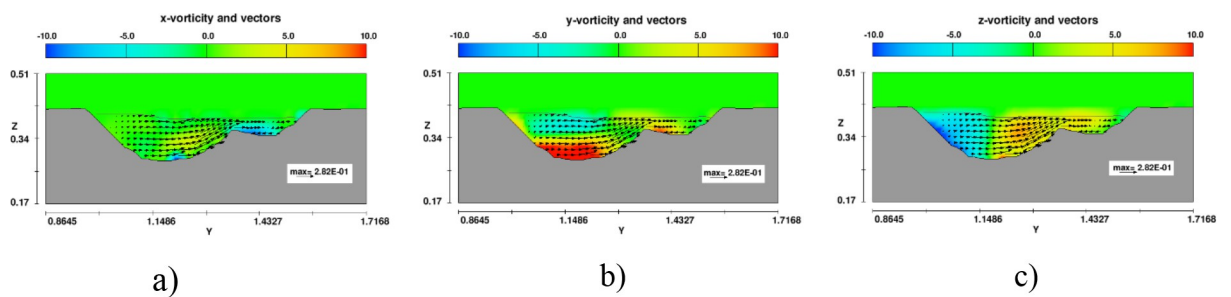 x-vorticity and vectors
-10.0 -5.0 0.0 5.0 10.0
0.51
Z
0.34
0.17
max= 2.82E-01
0.8645 1.1486 1.4327 1.7168
Y
a)
y-vorticity and vectors
-10.0 -5.0 0.0 5.0 10.0
0.51
Z
0.34
0.17
max= 2.82E-01
0.8645 1.1486 1.4327 1.7168
Y
b)
z-vorticity and vectors
-10.0 -5.0 0.0 5.0 10.0
0.51
Z
0.34
0.17
max= 2.82E-01
0.8645 1.1486 1.4327 1.7168
Y
c)